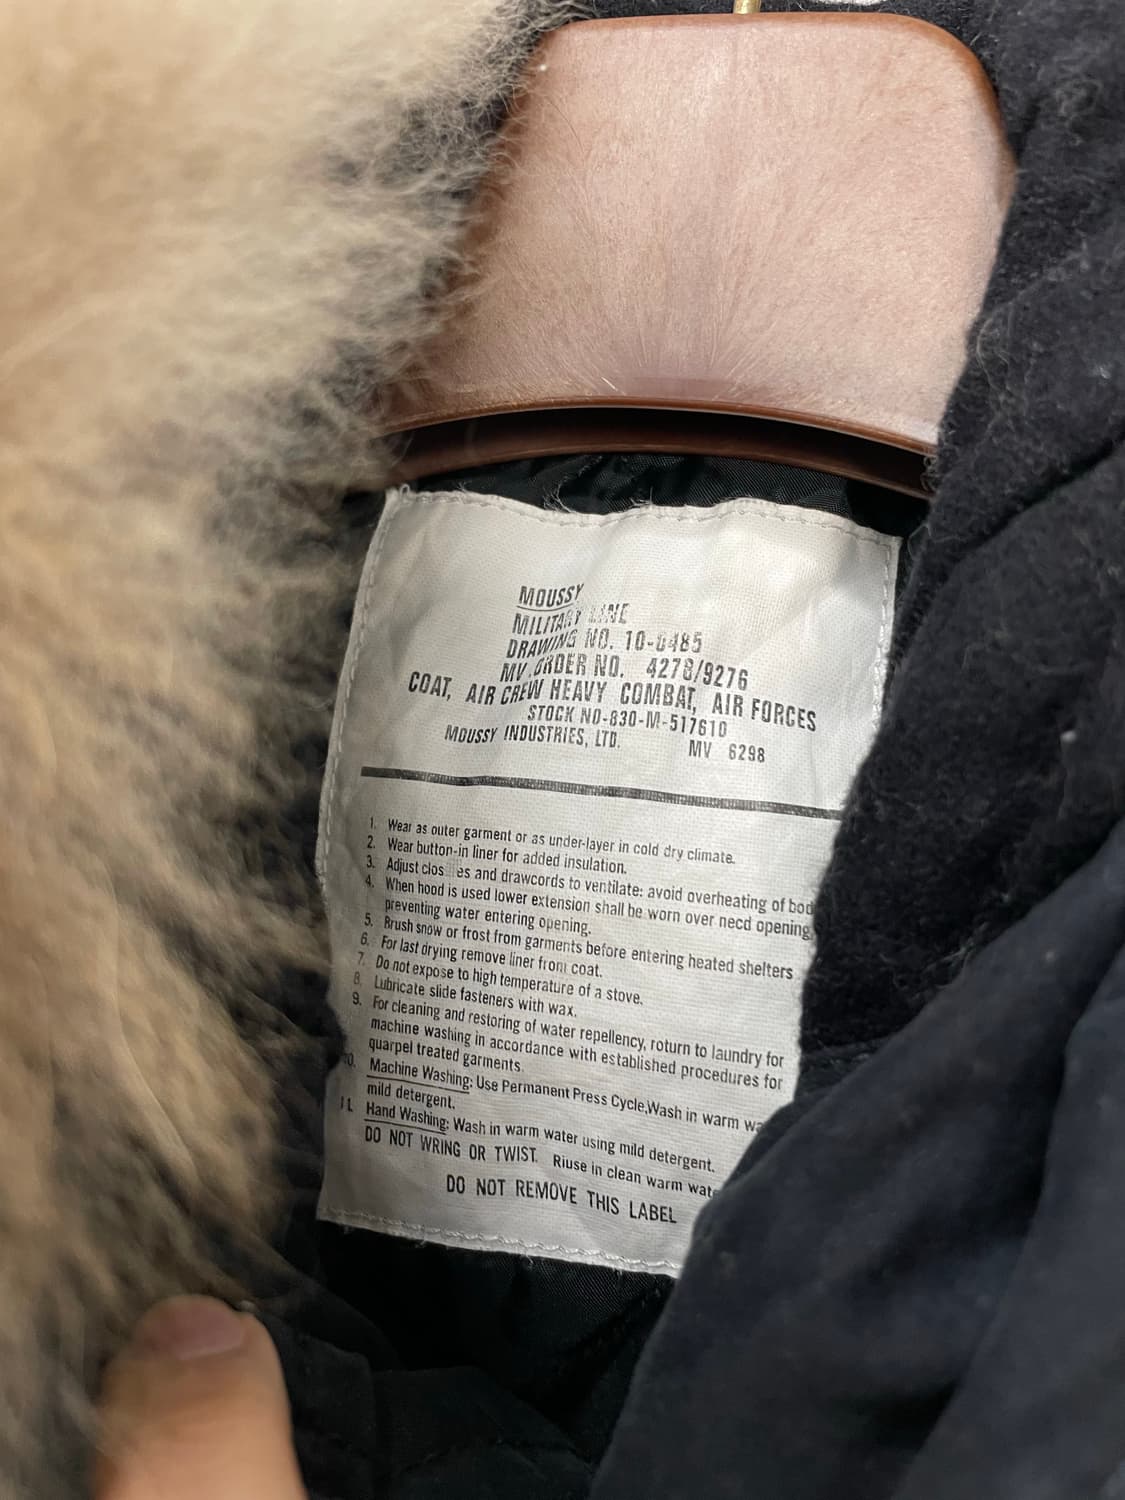 MOUSSY
MILITARY LINE
DRAWING NO. 10-6485
MV.ORDER NO. 4278/9276
COAT, AIR CREW HEAVY COMBAT, AIR FORCES
STOCK NO-830-M-517610
MOUSSY INDUSTRIES, LTD. MV 6298
1. Wear as outer garment or as under-layer in cold dry climate.
2. Wear button-in liner for added insulation.
3. Adjust clos es and drawcords to ventilate: avoid overheating of bod
4. When hood is used lower extension shall be worn over necd opening,
preventing water entering opening.
5. Brush snow or frost from garments before entering heated shelters
6. For last drying remove liner from coat.
7. Do not expose to high temperature of a stove.
8. Lubricate slide fasteners with wax.
9. For cleaning and restoring of water repellency, return to laundry for
machine washing in accordance with established procedures for
quarpel treated garments.
10. Machine Washing: Use Permanent Press Cycle,Wash in warm wa
mild detergent.
11. Hand Washing: Wash in warm water using mild detergent.
DO NOT WRING OR TWIST. Riuse in clean warm wat
DO NOT REMOVE THIS LABEL